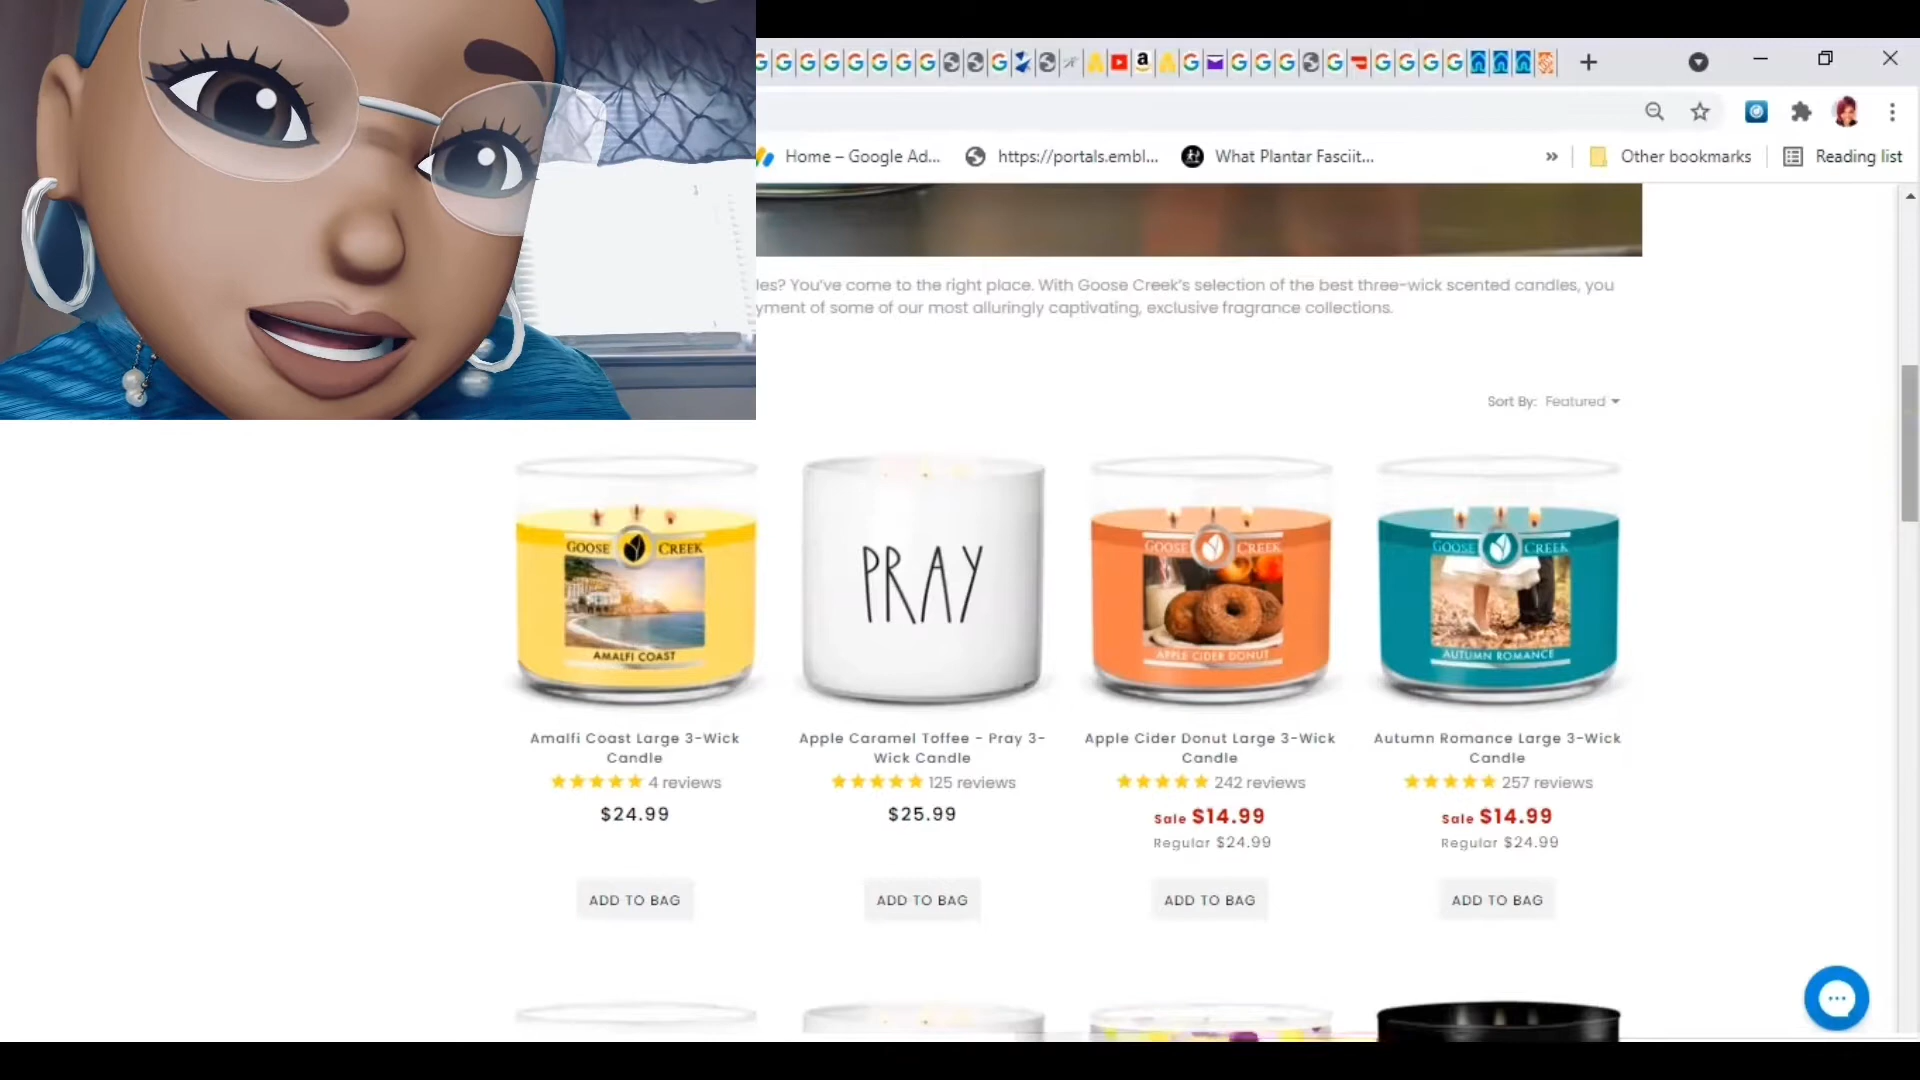 Home – Google Ad...
https://portals.embl...
What Plantar Fasciit...
»
Other bookmarks
Reading list
les? You've come to the right place. With Goose Creek's selection of the best three-wick scented candles, you
yment of some of our most alluringly captivating, exclusive fragrance collections.
Sort By: Featured
GOOSE CREEK
AMALFI COAST
PRAY
GOOSE CREEK
APPLE CIDER DONUT
GOOSE CREEK
AUTUMN ROMANCE
Amalfi Coast Large 3-Wick
Candle
4 reviews
$24.99
ADD TO BAG
Apple Caramel Toffee - Pray 3-
Wick Candle
125 reviews
$25.99
ADD TO BAG
Apple Cider Donut Large 3-Wick
Candle
242 reviews
Sale $14.99
Regular $24.99
ADD TO BAG
Autumn Romance Large 3-Wick
Candle
257 reviews
Sale $14.99
Regular $24.99
ADD TO BAG